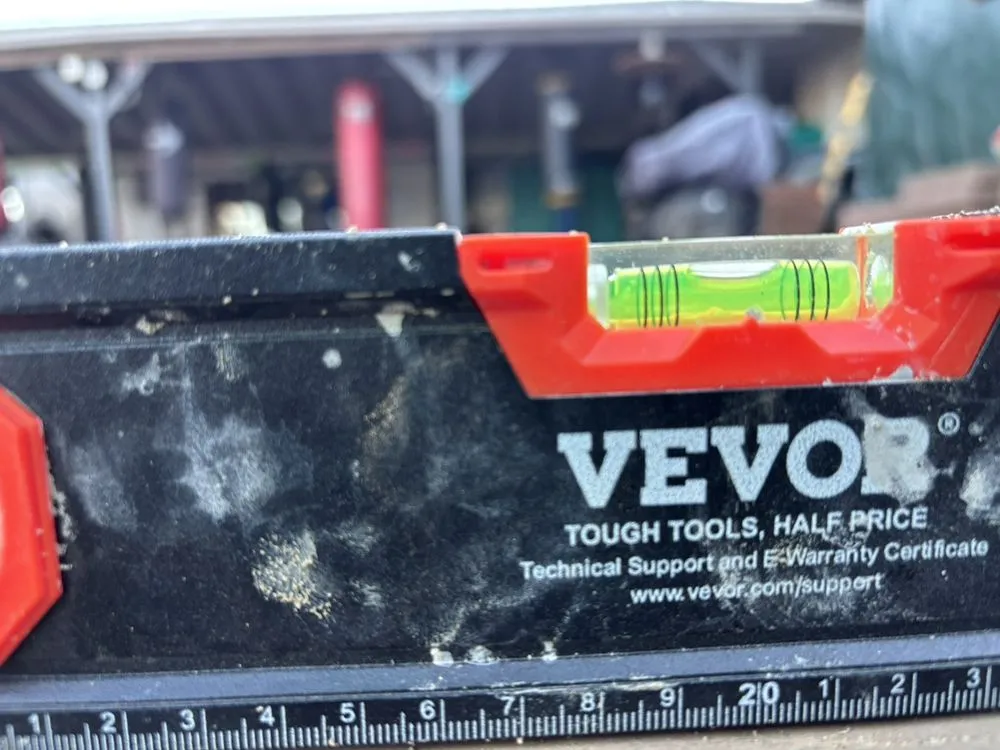 VEVOR®
TOUGH TOOLS, HALF PRICE
Technical Support and E-Warranty Certificate
www.vevor.com/support
1 2 3 4 5 6 7 8 9 20 1 2 3